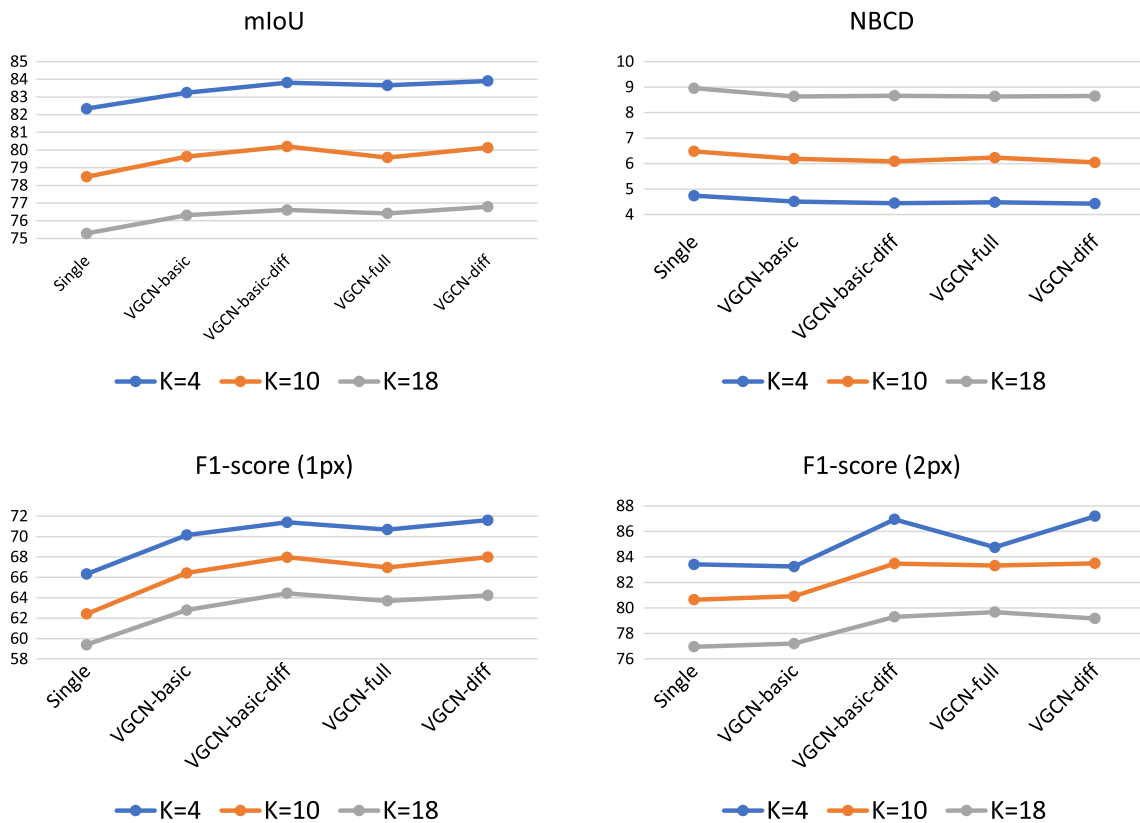 mIoU
85
84
83
82
81
80
79
78
77
76
75
Single
VGCN-basic
VGCN-basic-diff
VGCN-full
VGCN-diff
K=4 K=10 K=18
NBCD
10
9
8
7
6
5
4
Single
VGCN-basic
VGCN-basic-diff
VGCN-full
VGCN-diff
K=4 K=10 K=18
F1-score (1px)
72
70
68
66
64
62
60
58
Single
VGCN-basic
VGCN-basic-diff
VGCN-full
VGCN-diff
K=4 K=10 K=18
F1-score (2px)
88
86
84
82
80
78
76
Single
VGCN-basic
VGCN-basic-diff
VGCN-full
VGCN-diff
K=4 K=10 K=18